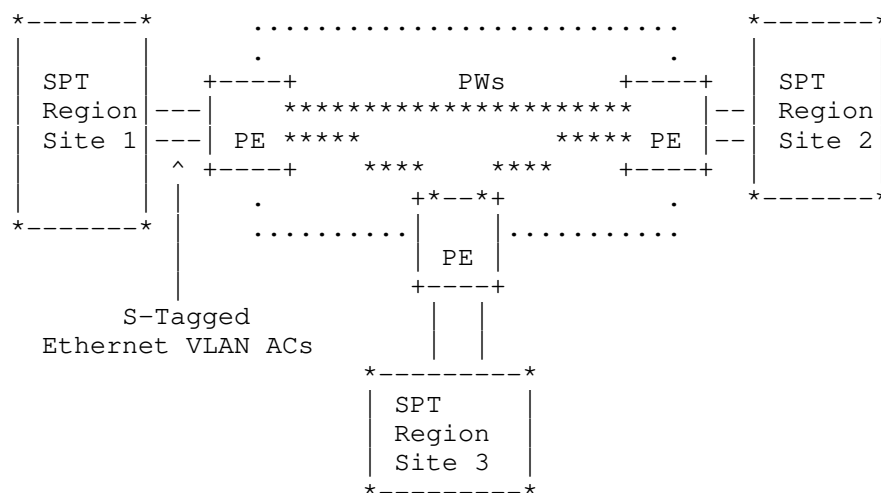 SPT PWs SPT
Region Region
Site 1 PE PE Site 2
PE
S-Tagged
Ethernet VLAN ACs
SPT
Region
Site 3